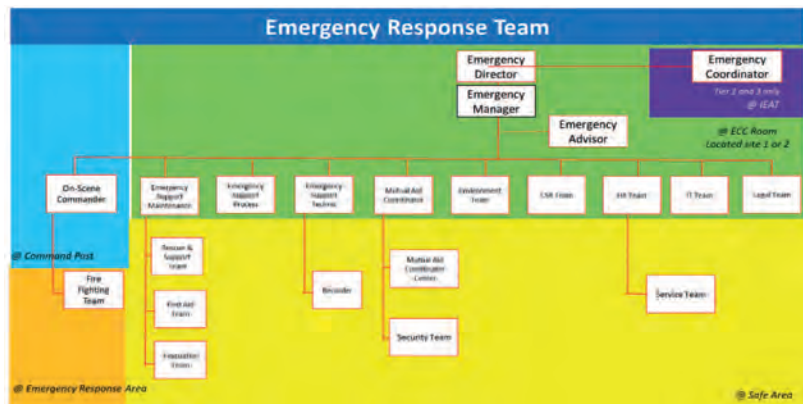 Emergency Response Team
Emergency
Director
Emergency
Coordinator
Tier 2 and 3 only
@ IEAT
Emergency
Manager
Emergency
Advisor
@ ECC Room
Located site 1 or 2
On-Scene
Commander
Emergency
Support
Maintenance
Emergency
Support
Process
Emergency
Support
Technic
Mutual Aid
Coordinator
Environment
Team
CSR Team
HR Team
IT Team
Legal Team
@ Command Post
Rescue &
Support
Team
Mutual Aid
Coordinator
Center
Fire
Fighting
Team
Recorder
Service Team
First Aid
Team
Security Team
Evacuation
Team
@ Emergency Response Area
@ Safe Area